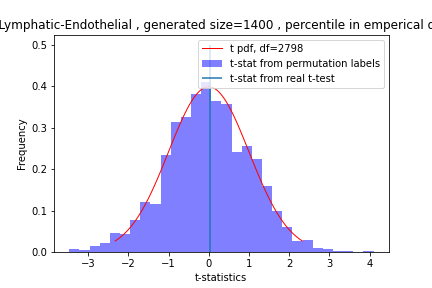 Lymphatic-Endothelial , generated size=1400 , percentile in emperical
t pdf, df=2798
t-stat from permutation labels
t-stat from real t-test
Frequency
0.5
0.4
0.3
0.2
0.1
0.0
−3 −2 −1 0 1 2 3 4
t-statistics